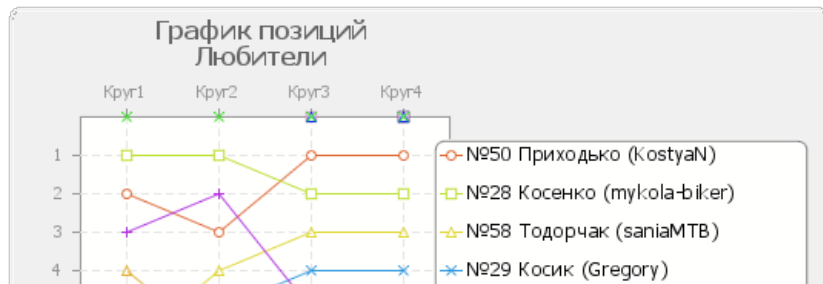 График позиций
Любители
Круг1 Круг2 Круг3 Круг4
1
№50 Приходько (KostyaN)
2
№28 Косенко (mykola-biker)
3
№58 Тодорчак (saniaMTB)
4
№29 Косик (Gregory)